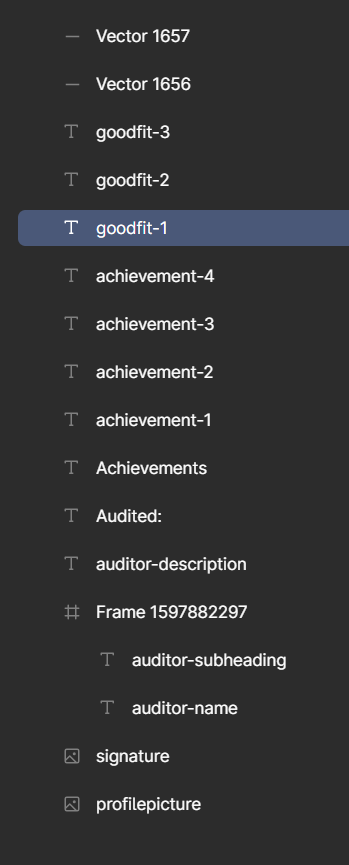 Vector 1657
Vector 1656
goodfit-3
goodfit-2
goodfit-1
achievement-4
achievement-3
achievement-2
achievement-1
Achievements
Audited:
auditor-description
Frame 1597882297
auditor-subheading
auditor-name
signature
profilepicture